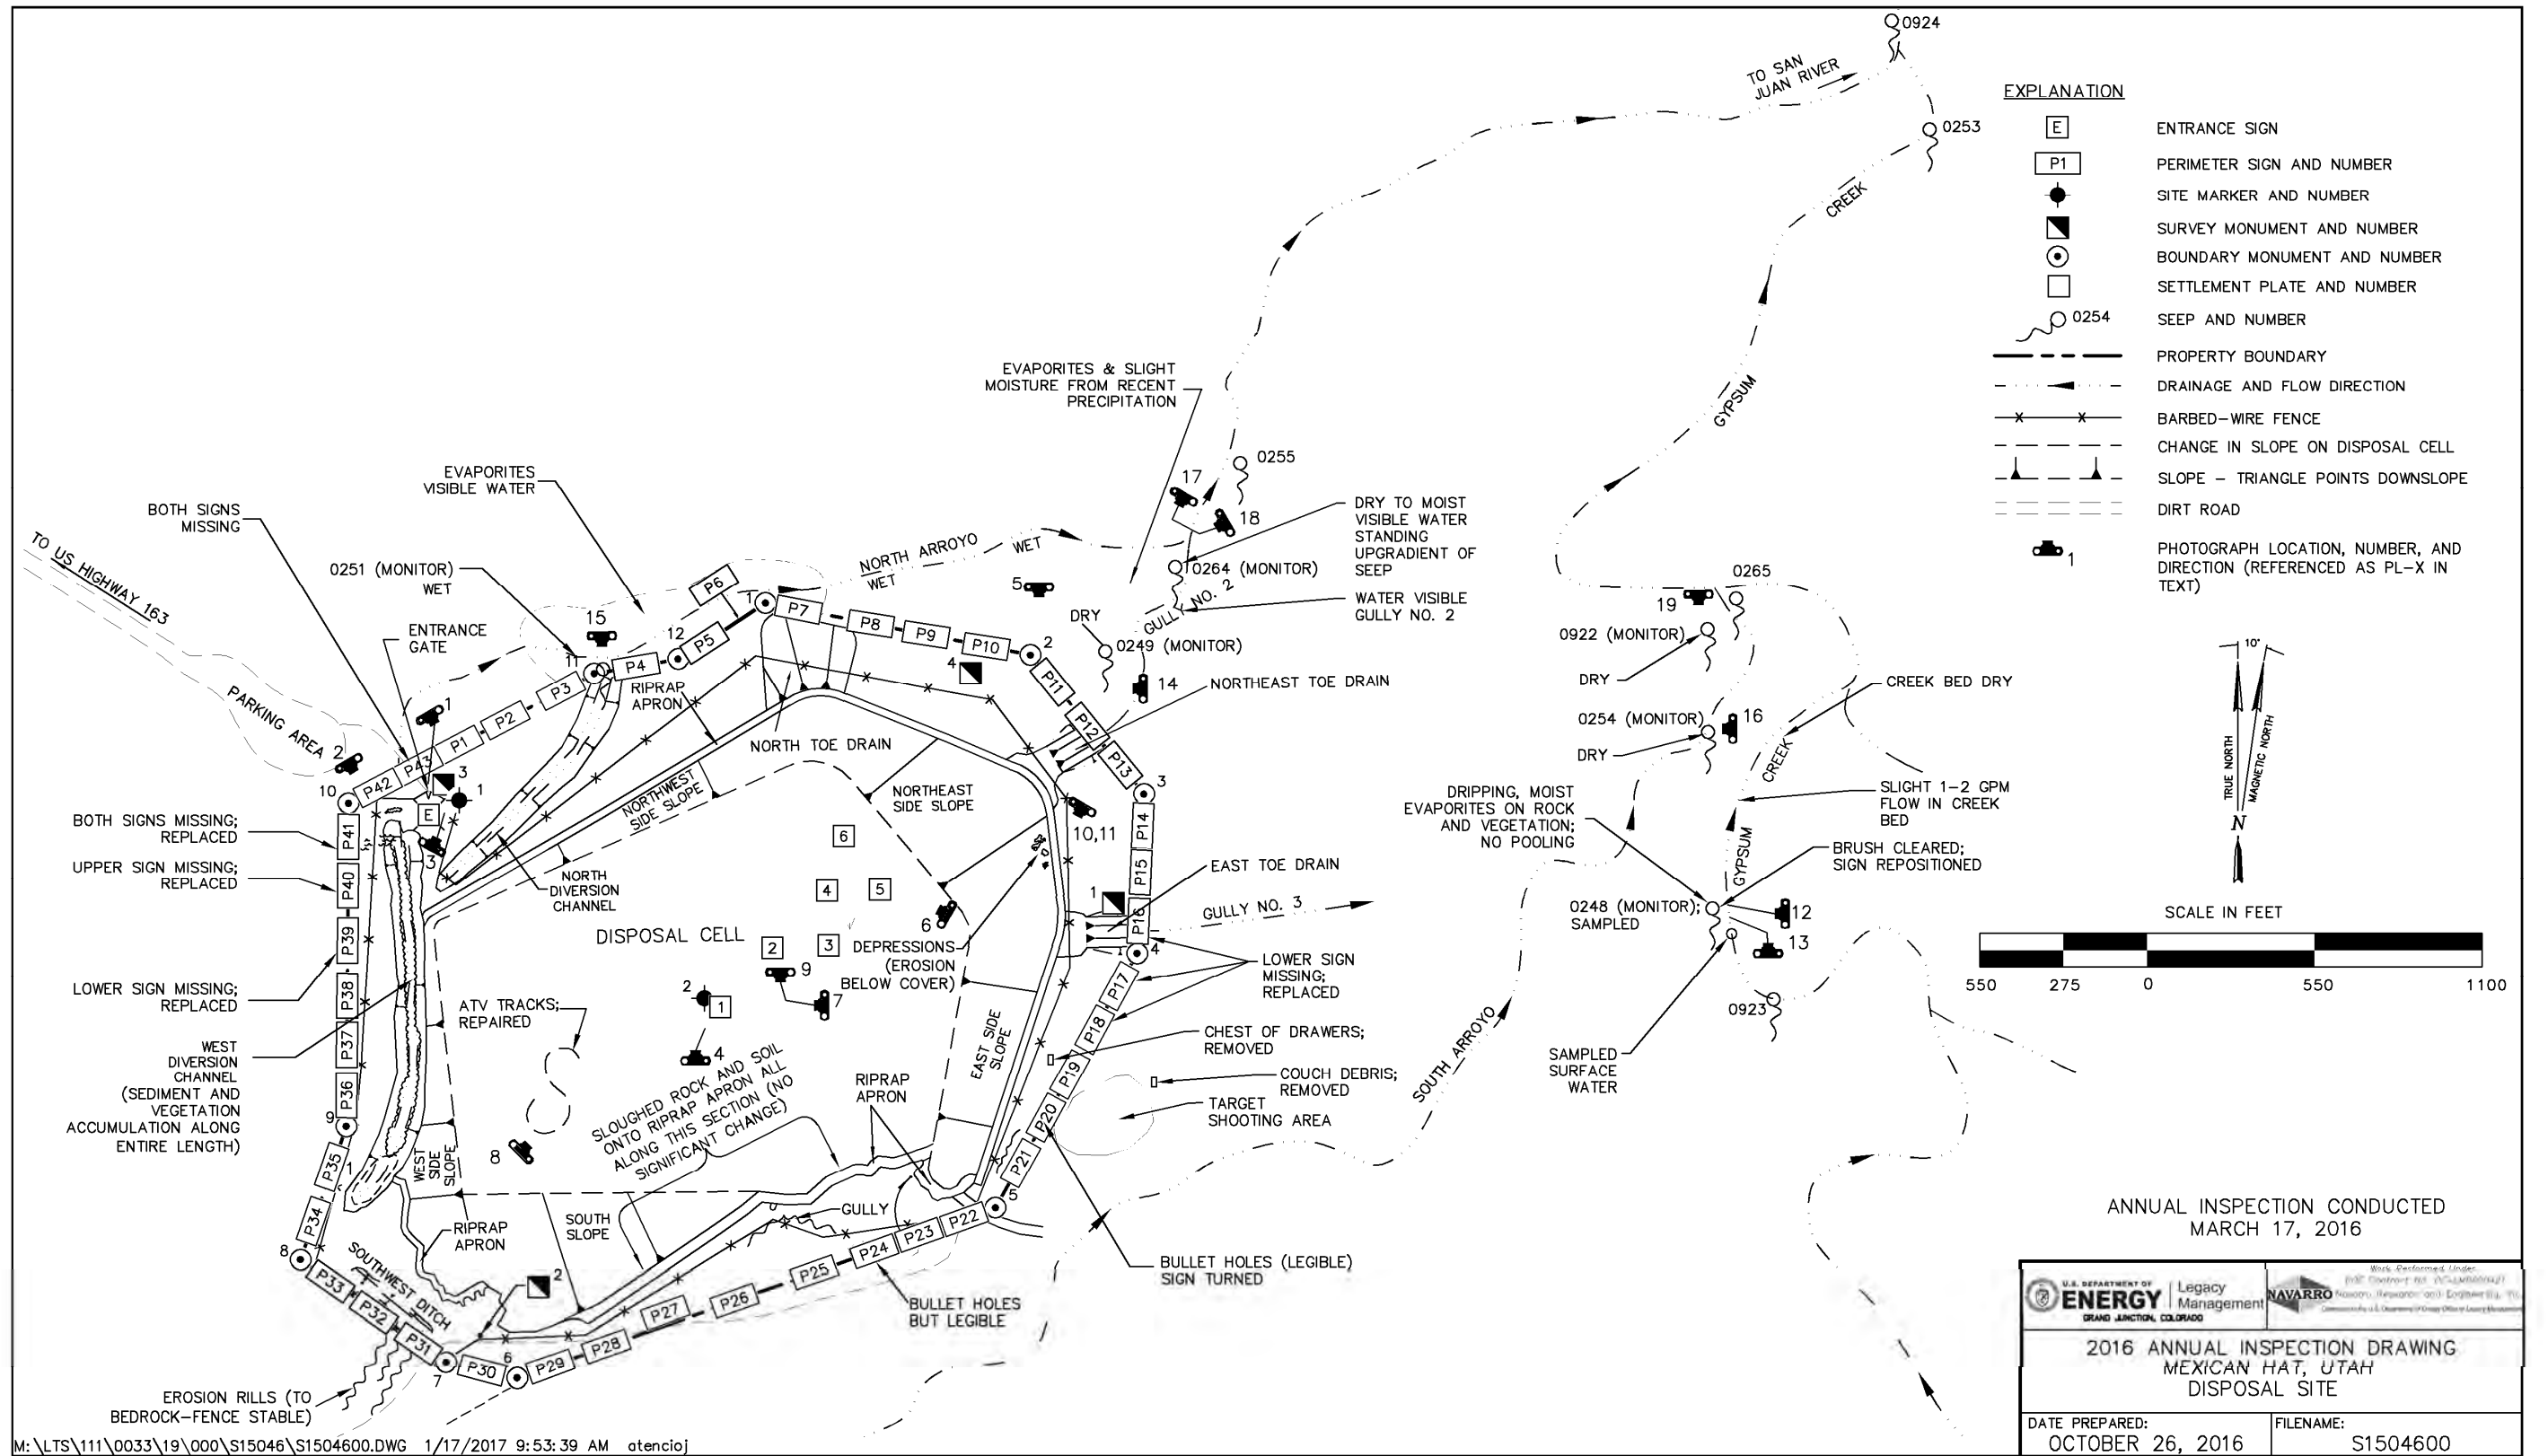 0924
TO SAN
JUAN RIVER
0253
CREEK
GYPSUM
EXPLANATION
E
ENTRANCE SIGN
P1
PERIMETER SIGN AND NUMBER
SITE MARKER AND NUMBER
SURVEY MONUMENT AND NUMBER
BOUNDARY MONUMENT AND NUMBER
SETTLEMENT PLATE AND NUMBER
0254
SEEP AND NUMBER
PROPERTY BOUNDARY
DRAINAGE AND FLOW DIRECTION
BARBED-WIRE FENCE
CHANGE IN SLOPE ON DISPOSAL CELL
SLOPE - TRIANGLE POINTS DOWNSLOPE
DIRT ROAD
1
PHOTOGRAPH LOCATION, NUMBER, AND
DIRECTION (REFERENCED AS PL-X IN
TEXT)
10°
TRUE NORTH
MAGNETIC NORTH
N
SCALE IN FEET
550
275
0
550
1100
EVAPORITES & SLIGHT
MOISTURE FROM RECENT
PRECIPITATION
EVAPORITES
VISIBLE WATER
BOTH SIGNS
MISSING
TO US HIGHWAY 163
0251 (MONITOR)
WET
ENTRANCE
GATE
PARKING AREA
15
NORTH ARROYO
WET
WET
17
18
0255
DRY TO MOIST
VISIBLE WATER
STANDING
UPGRADIENT OF
SEEP
0264 (MONITOR)
GULLY NO. 2
WATER VISIBLE
GULLY NO. 2
5
DRY
0249 (MONITOR)
14
NORTHEAST TOE DRAIN
P6
1
P7
P8
P9
P10
2
P11
P12
P13
3
P14
P15
P16
4
P17
P18
P19
P20
P21
5
P22
P23
P24
P25
P26
P27
P28
P29
6
P30
7
P31
P32
P33
8
P34
P35
9
P36
P37
P38
P39
P40
P41
10
P42
P43
P1
P2
P3
11
P4
12
P5
1
2
3
1
E
3
4
RIPRAP
APRON
NORTH TOE DRAIN
NORTHWEST
SIDE SLOPE
NORTHEAST
SIDE SLOPE
NORTH
DIVERSION
CHANNEL
10,11
EAST TOE DRAIN
1
GULLY NO. 3
BOTH SIGNS MISSING;
REPLACED
UPPER SIGN MISSING;
REPLACED
LOWER SIGN MISSING;
REPLACED
WEST
DIVERSION
CHANNEL
(SEDIMENT AND
VEGETATION
ACCUMULATION ALONG
ENTIRE LENGTH)
DISPOSAL CELL
6
4
5
2
3
1
2
9
7
4
6
8
DEPRESSIONS
(EROSION
BELOW COVER)
ATV TRACKS;
REPAIRED
LOWER SIGN
MISSING;
REPLACED
CHEST OF DRAWERS;
REMOVED
COUCH DEBRIS;
REMOVED
TARGET
SHOOTING AREA
EAST SIDE
SLOPE
SLOUGHED ROCK AND SOIL
ONTO RIPRAP APRON ALL
ALONG THIS SECTION (NO
SIGNIFICANT CHANGE)
RIPRAP
APRON
WEST
SIDE
SLOPE
1
RIPRAP
APRON
SOUTH
SLOPE
GULLY
SOUTHWEST DITCH
2
BULLET HOLES (LEGIBLE)
SIGN TURNED
BULLET HOLES
BUT LEGIBLE
EROSION RILLS (TO
BEDROCK-FENCE STABLE)
SOUTH ARROYO
19
0265
0922 (MONITOR)
DRY
0254 (MONITOR)
16
DRY
CREEK BED DRY
CREEK
GYPSUM
DRIPPING, MOIST
EVAPORITES ON ROCK
AND VEGETATION;
NO POOLING
SLIGHT 1-2 GPM
FLOW IN CREEK
BED
BRUSH CLEARED;
SIGN REPOSITIONED
0248 (MONITOR);
SAMPLED
12
13
0923
SAMPLED
SURFACE
WATER
ANNUAL INSPECTION CONDUCTED
MARCH 17, 2016
U.S. DEPARTMENT OF
ENERGY
Legacy
Management
GRAND JUNCTION, COLORADO
Work Performed Under
NAVARRO
2016 ANNUAL INSPECTION DRAWING
MEXICAN HAT, UTAH
DISPOSAL SITE
DATE PREPARED:
OCTOBER 26, 2016
FILENAME:
S1504600
M:\LTS\111\0033\19\000\S15046\S1504600.DWG 1/17/2017 9:53:39 AM atencioj